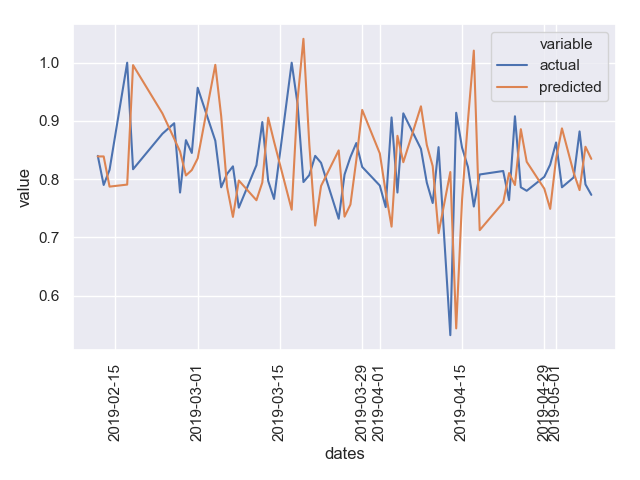 variable
actual
predicted
1.0
0.9
0.8
0.7
0.6
value
2019-02-15
2019-03-01
2019-03-15
2019-03-29
2019-04-01
2019-04-15
2019-04-29
2019-05-01
dates